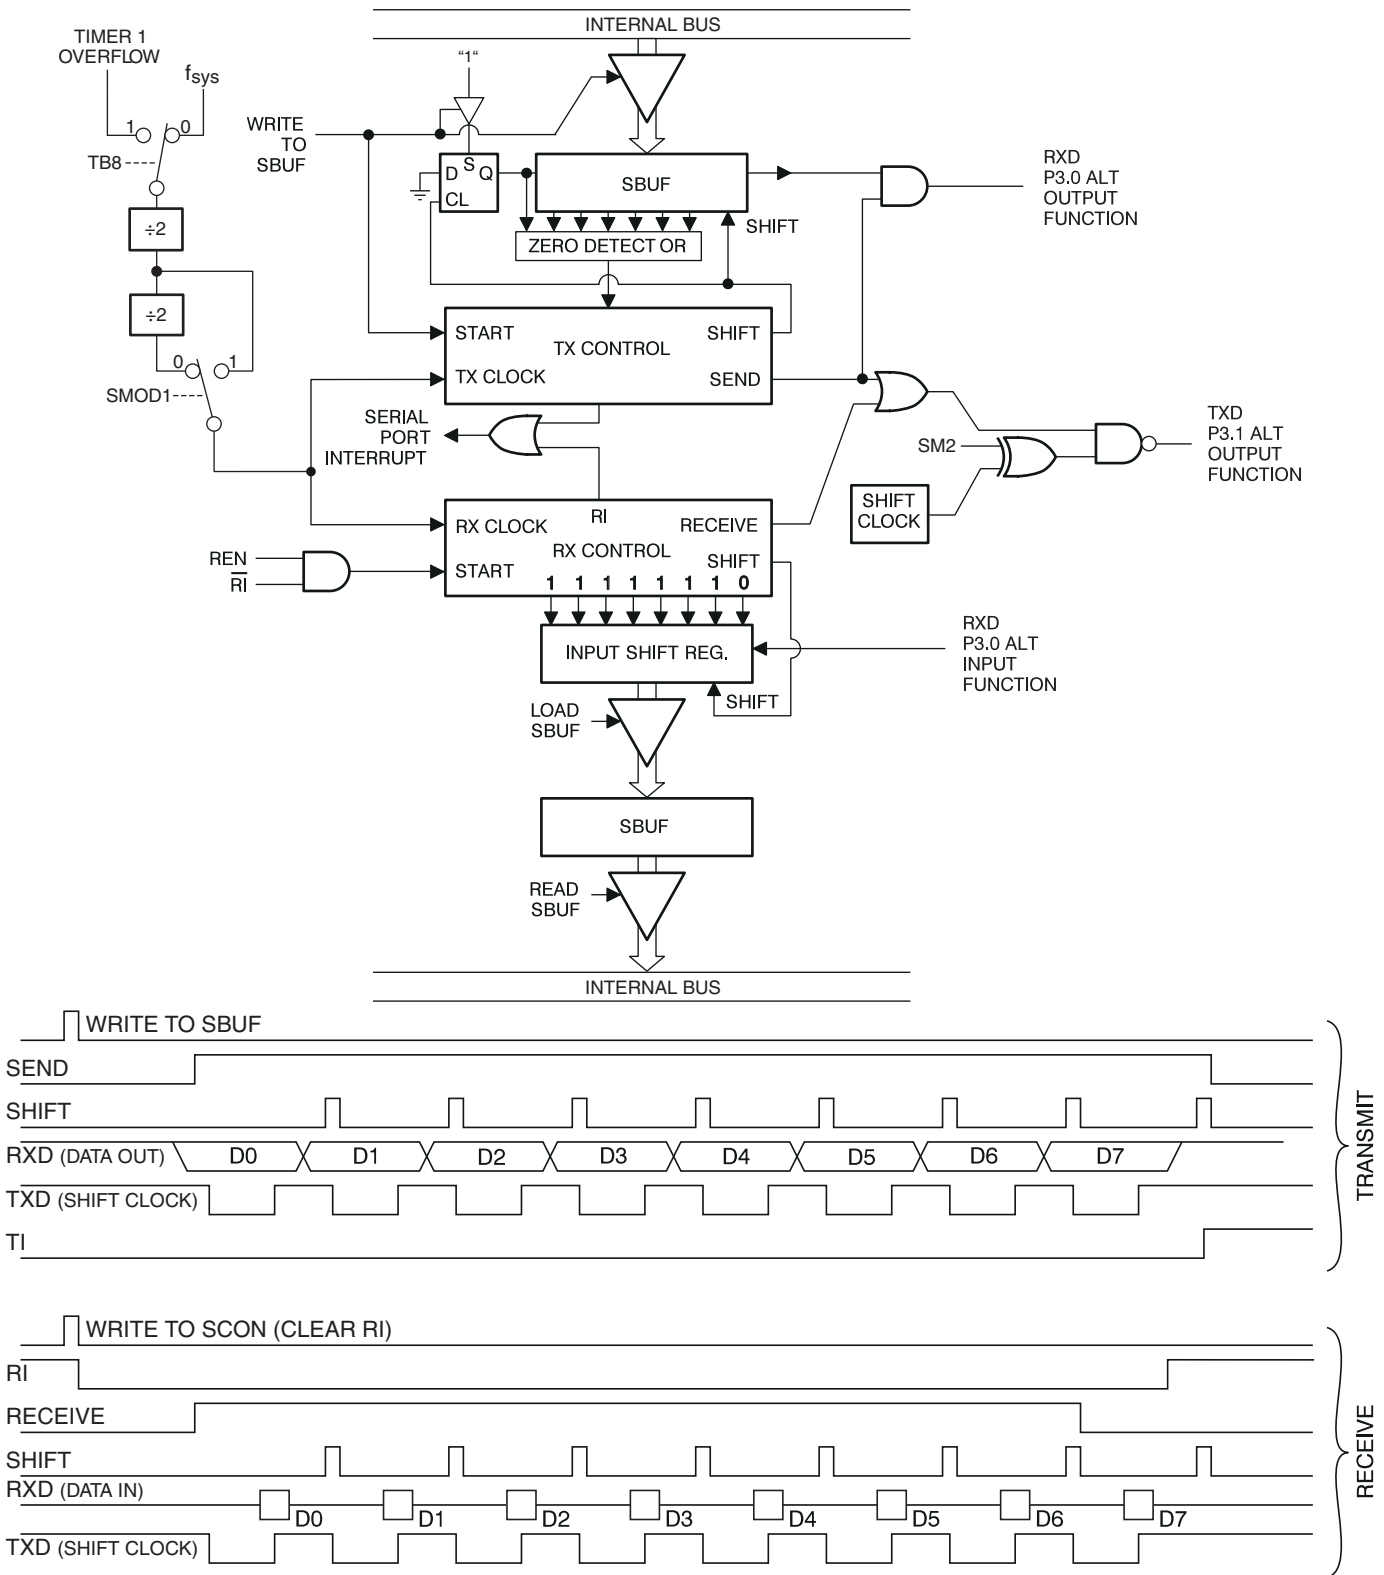 INTERNAL BUS
TIMER 1
OVERFLOW
fsys
1
0
TB8
÷2
÷2
0
1
SMOD1
"1"
WRITE
TO
SBUF
D
S
Q
CL
SBUF
ZERO DETECT OR
SHIFT
RXD
P3.0 ALT
OUTPUT
FUNCTION
START
TX CONTROL
SHIFT
TX CLOCK
SEND
SERIAL
PORT
INTERRUPT
SM2
SHIFT
CLOCK
TXD
P3.1 ALT
OUTPUT
FUNCTION
RX CLOCK
RI
RECEIVE
RX CONTROL
SHIFT
START
1 1 1 1 1 1 1 0
REN
RI
INPUT SHIFT REG.
RXD
P3.0 ALT
INPUT
FUNCTION
SHIFT
LOAD
SBUF
SBUF
READ
SBUF
INTERNAL BUS
WRITE TO SBUF
SEND
SHIFT
RXD (DATA OUT) D0 D1 D2 D3 D4 D5 D6 D7
TXD (SHIFT CLOCK)
TI
TRANSMIT
WRITE TO SCON (CLEAR RI)
RI
RECEIVE
SHIFT
RXD (DATA IN)
D0 D1 D2 D3 D4 D5 D6 D7
TXD (SHIFT CLOCK)
RECEIVE